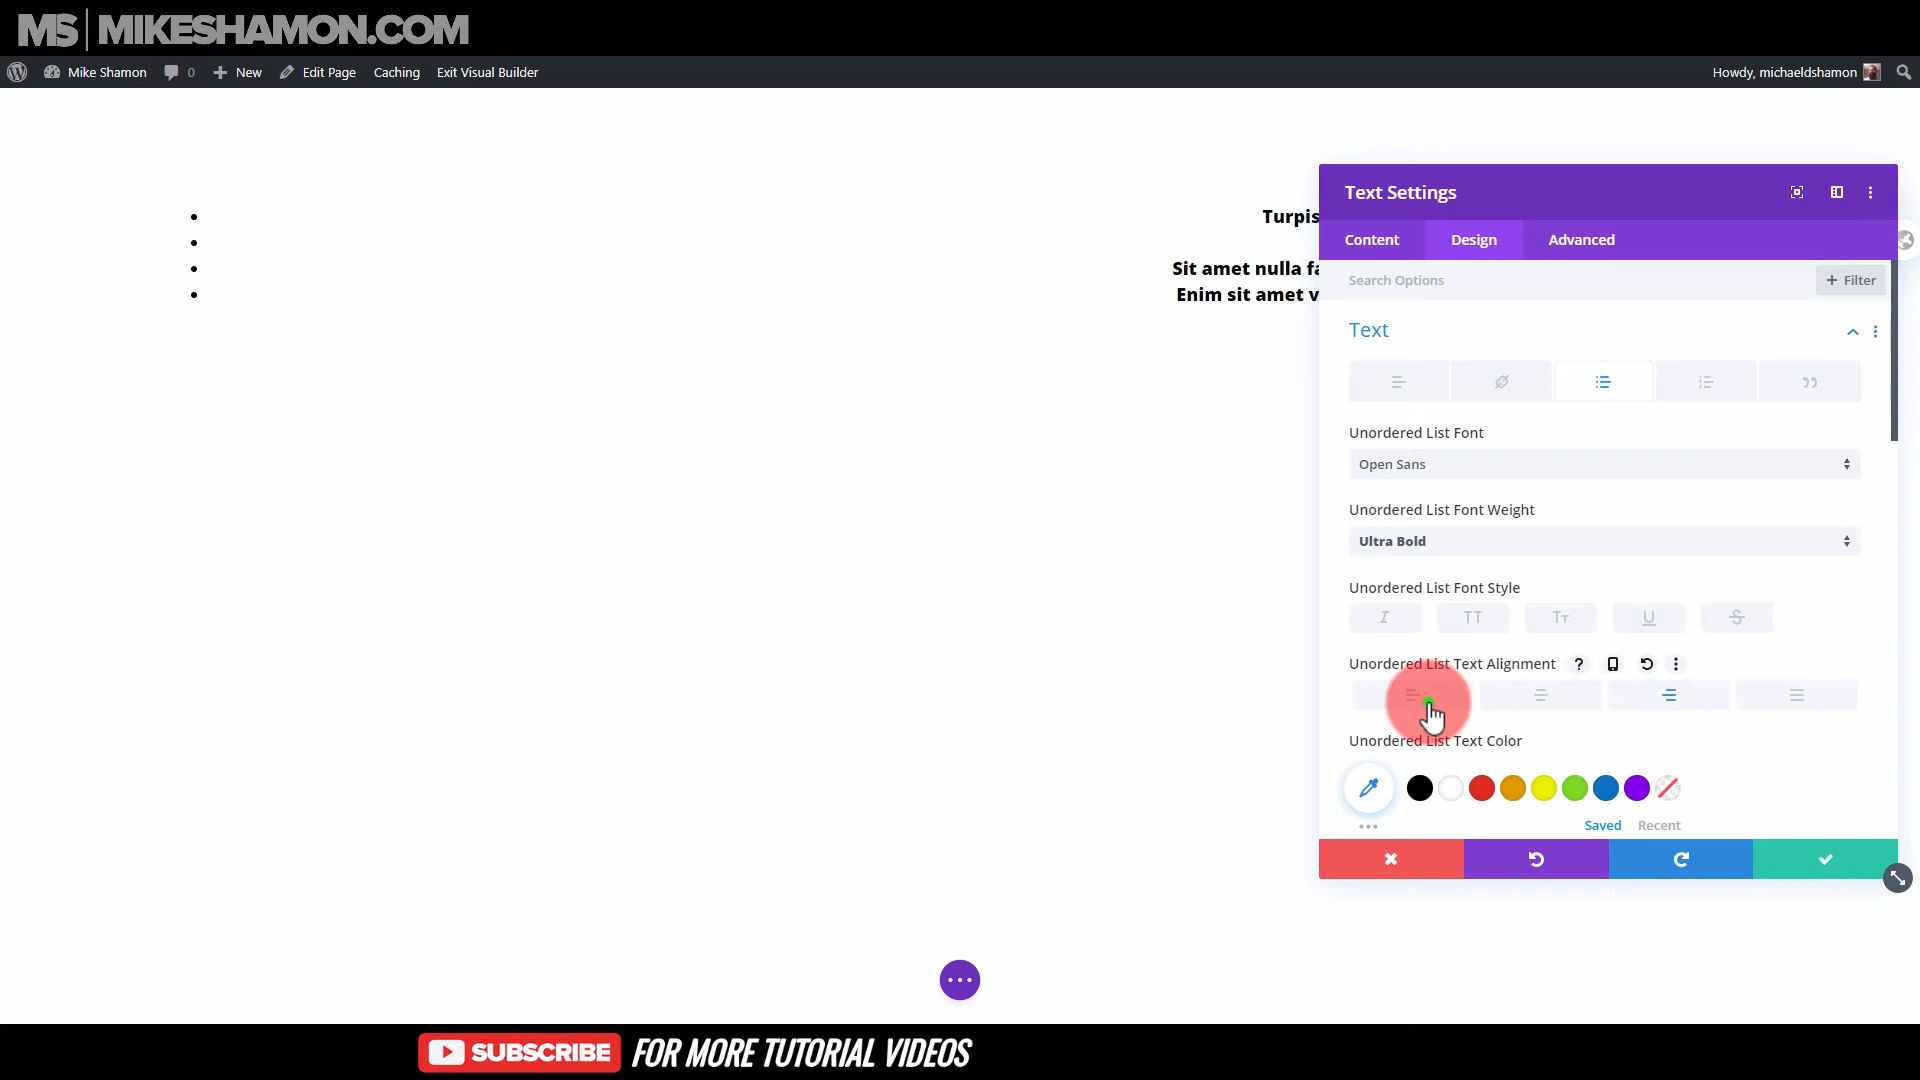 MS | MIKESHAMON.COM
Mike Shamon 0 New Edit Page Caching Exit Visual Builder Howdy, michaeldshamon
Turpis
Sit amet nulla fa
Enim sit amet v
Text Settings
Content Design Advanced
Search Options + Filter
Text
Unordered List Font
Open Sans
Unordered List Font Weight
Ultra Bold
Unordered List Font Style
I TT Tт U S
Unordered List Text Alignment ?
Unordered List Text Color
Saved Recent
SUBSCRIBE FOR MORE TUTORIAL VIDEOS